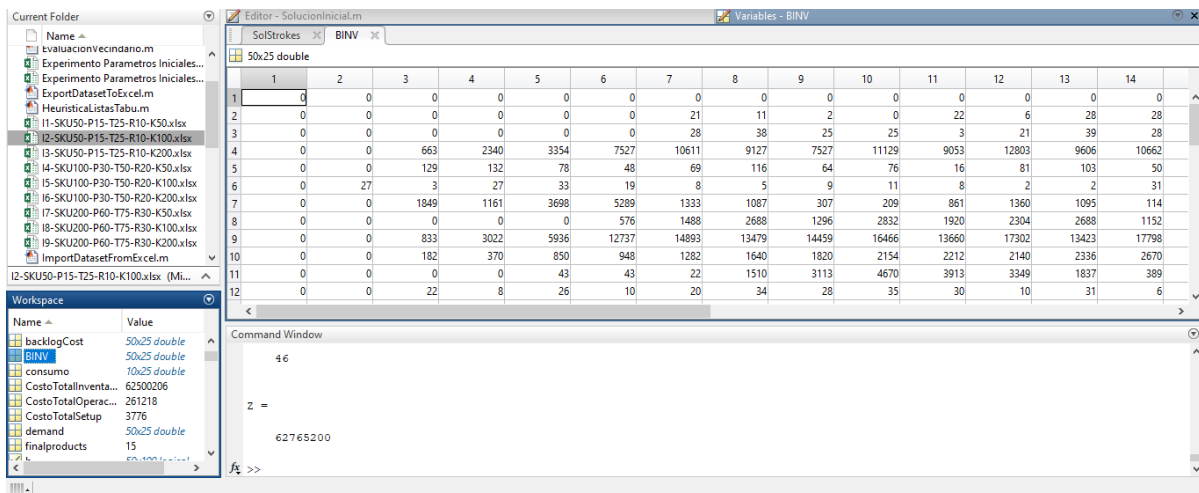 Current Folder
Name
EvaluacionVecindario.m
Experimento Parametros Iniciales...
Experimento Parametros Iniciales...
ExportDatasetToExcel.m
HeuristicaListasTabu.m
I1-SKU50-P15-T25-R10-K50.xlsx
I2-SKU50-P15-T25-R10-K100.xlsx
I3-SKU50-P15-T25-R10-K200.xlsx
I4-SKU100-P30-T50-R20-K50.xlsx
I5-SKU100-P30-T50-R20-K100.xlsx
I6-SKU100-P30-T50-R20-K200.xlsx
I7-SKU200-P60-T75-R30-K50.xlsx
I8-SKU200-P60-T75-R30-K100.xlsx
I9-SKU200-P60-T75-R30-K200.xlsx
ImportDatasetFromExcel.m
I2-SKU50-P15-T25-R10-K100.xlsx (Mi...
Workspace
Name Value
backlogCost 50x25 double
BINV 50x25 double
consumo 10x25 double
CostoTotalInventa... 62500206
CostoTotalOperac... 261218
CostoTotalSetup 3776
demand 50x25 double
finalproducts 15
Editor - SolucionInicial.m
Variables - BINV
SolStrokes BINV
50x25 double
1 2 3 4 5 6 7 8 9 10 11 12 13 14
1 0 0 0 0 0 0 0 0 0 0 0 0 0 0
2 0 0 0 0 0 0 21 11 2 0 22 6 28 28
3 0 0 0 0 0 0 28 38 25 25 3 21 39 28
4 0 0 663 2340 3354 7527 10611 9127 7527 11129 9053 12803 9606 10662
5 0 0 129 132 78 48 69 116 64 76 16 81 103 50
6 0 27 3 27 33 19 8 5 9 11 8 2 2 31
7 0 0 1849 1161 3698 5289 1333 1087 307 209 861 1360 1095 114
8 0 0 0 0 0 576 1488 2688 1296 2832 1920 2304 2688 1152
9 0 0 833 3022 5936 12737 14893 13479 14459 16466 13660 17302 13423 17798
10 0 0 182 370 850 948 1282 1640 1820 2154 2212 2140 2336 2670
11 0 0 0 0 43 43 22 1510 3113 4670 3913 3349 1837 389
12 0 0 22 8 26 10 20 34 28 35 30 10 31 6
Command Window
46
Z =
62765200
fx >>